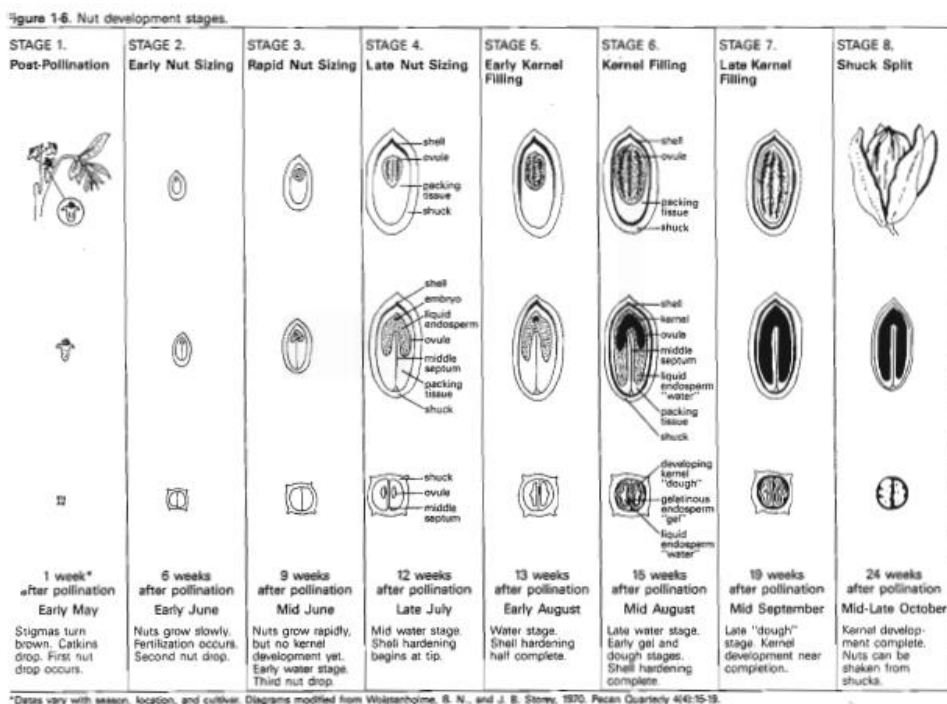 Figure 1-6. Nut development stages.
STAGE 1.
Post-Pollination
STAGE 2.
Early Nut Sizing
STAGE 3.
Rapid Nut Sizing
STAGE 4.
Late Nut Sizing
STAGE 5.
Early Kernel
Filling
STAGE 6.
Kernel Filling
STAGE 7.
Late Kernel
Filling
STAGE 8.
Shuck Split
shell
ovule
packing
tissue
shuck
shell
ovule
packing
tissue
shuck
shell
embryo
liquid
endosperm
ovule
middle
septum
packing
tissue
shuck
shell
kernel
ovule
middle
septum
liquid
endosperm
"water"
packing
tissue
shuck
shuck
ovule
middle
septum
developing
kernel
"dough"
gelatinous
endosperm
"gel"
liquid
endosperm
"water"
1 week*
after pollination
Early May
Stigmas turn
brown. Catkins
drop. First nut
drop occurs.
6 weeks
after pollination
Early June
Nuts grow slowly.
Fertilization occurs.
Second nut drop.
9 weeks
after pollination
Mid June
Nuts grow rapidly,
but no kernel
development yet.
Early water stage.
Third nut drop.
12 weeks
after pollination
Late July
Mid water stage.
Shell hardening
begins at tip.
13 weeks
after pollination
Early August
Water stage.
Shell hardening
half complete.
15 weeks
after pollination
Mid August
Late water stage.
Early gel and
dough stages.
Shell hardening
complete.
19 weeks
after pollination
Mid September
Late "dough"
stage. Kernel
development near
completion.
24 weeks
after pollination
Mid-Late October
Kernel develop-
ment complete.
Nuts can be
shaken from
shucks.
*Dates vary with season, location, and cultivar. Diagrams modified from Wolstenholme, B. N., and J. B. Storey, 1970. Pecan Quarterly 4(4):15-19.